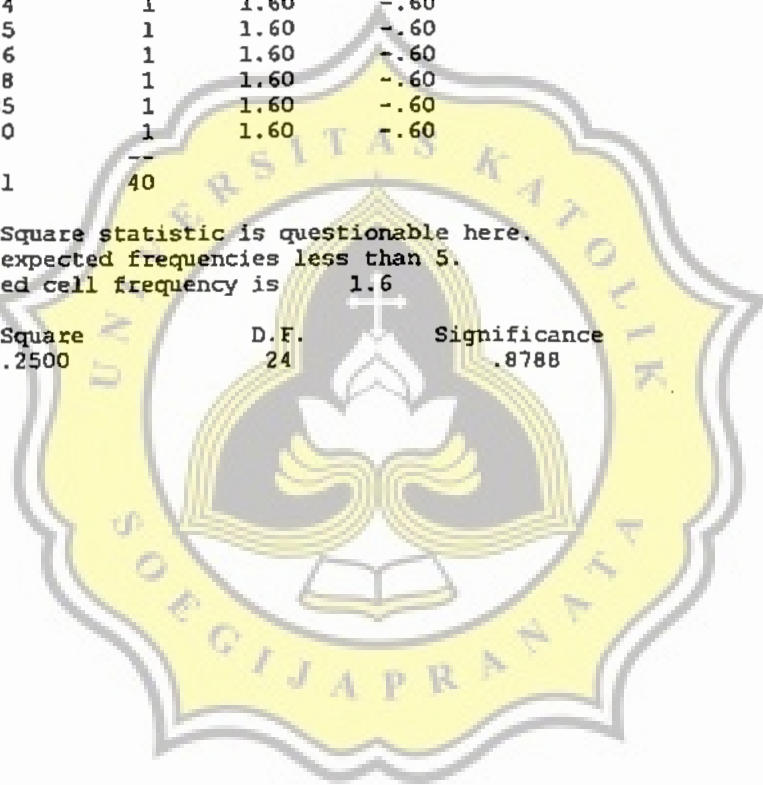 4 1 1.60 -.60
5 1 1.60 -.60
6 1 1.60 -.60
8 1 1.60 -.60
5 1 1.60 -.60
0 1 1.60 -.60
--
1 40
Square statistic is questionable here.
expected frequencies less than 5.
ed cell frequency is 1.6
Square D.F. Significance
.2500 24 .8788
UNIVERSITAS KATOLIK
SOEGIJAPRANATA